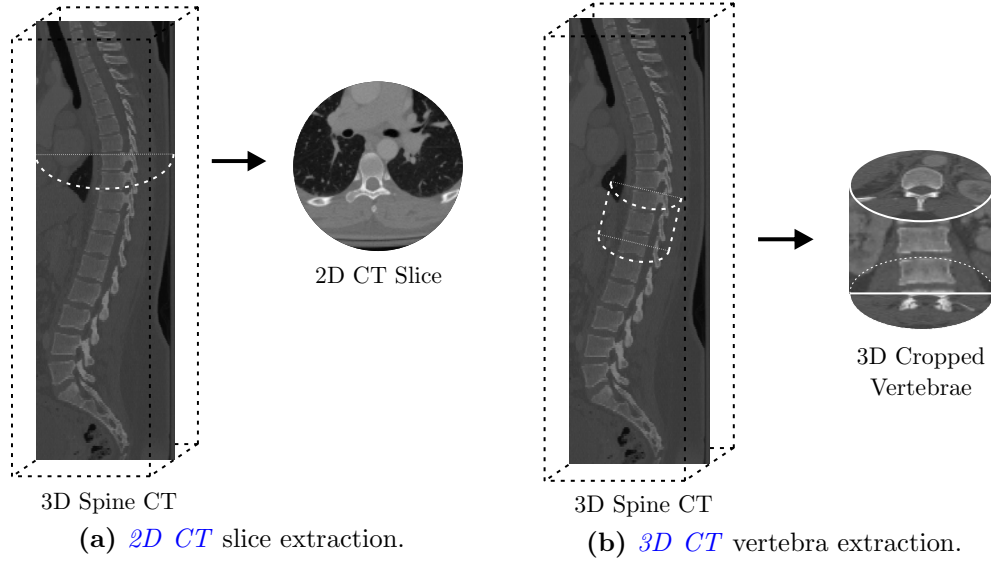 2D CT Slice
3D Spine CT
(a) 2D CT slice extraction.
3D Cropped
Vertebrae
3D Spine CT
(b) 3D CT vertebra extraction.